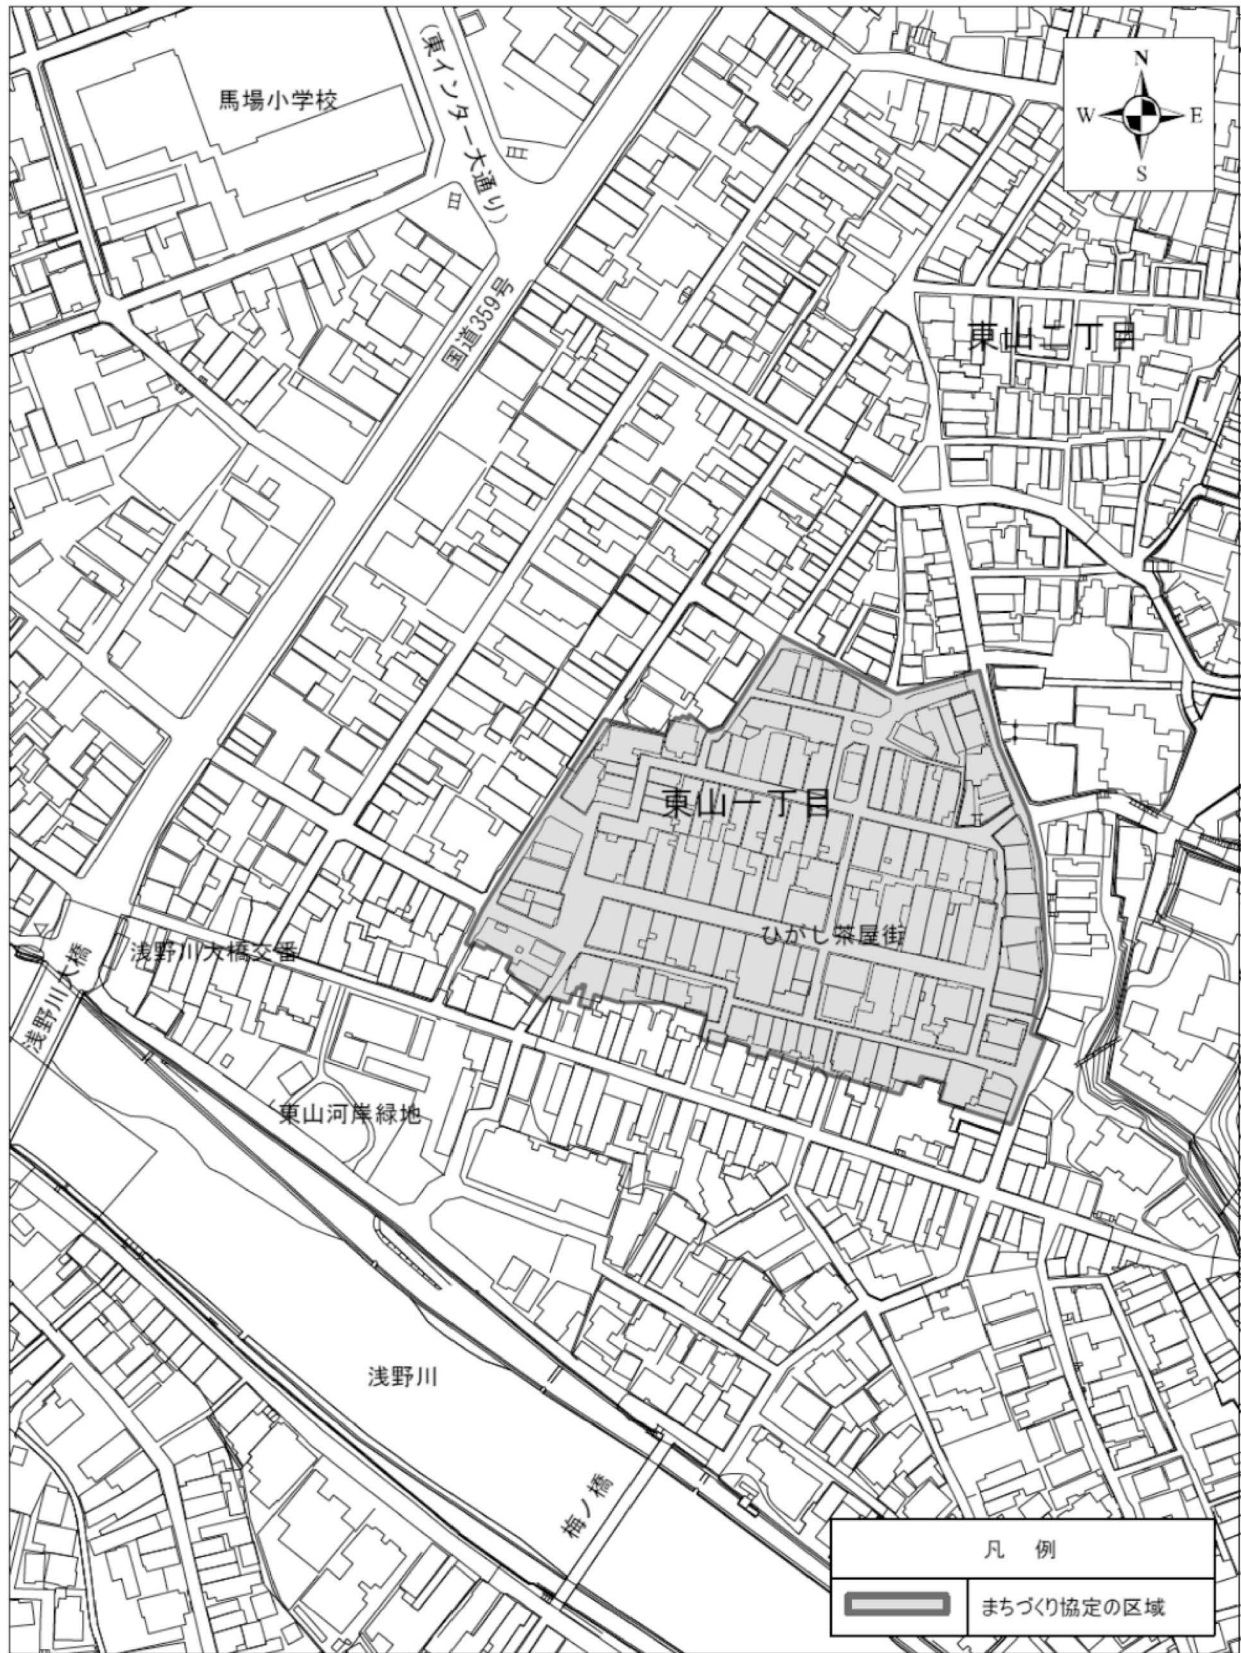 馬場小学校
(東インター大通り)
N
W
E
S
国道359号
東山二丁目
東山一丁目
ひがし茶屋街
浅野川大橋交番
浅野川大橋
東山河岸緑地
浅野川
梅ノ橋
凡 例
まちづくり協定の区域